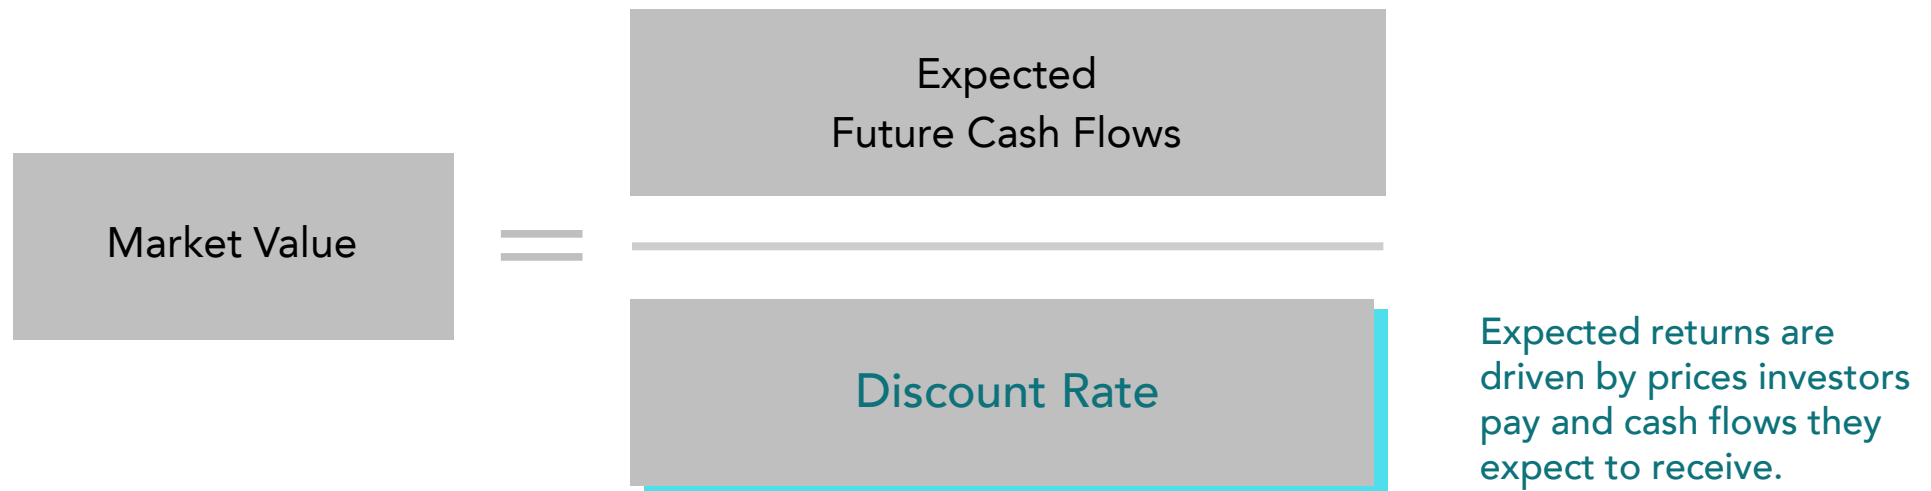 Expected
Future Cash Flows
Market Value
=
Discount Rate
Expected returns are
driven by prices investors
pay and cash flows they
expect to receive.